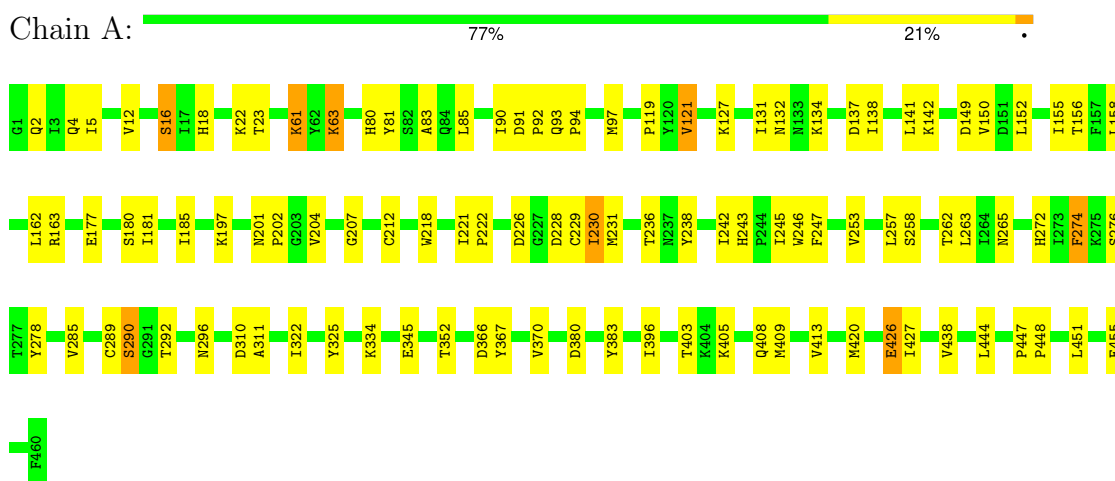 Chain A:
77% 21% •
G1 Q2 I3 Q4 I5 V12 S16 I17 H18 K22 T23 K61 Y62 K63 H80 Y81 S82 A83 Q84 L85 I90 D91 P92 Q93 P94 M97 P119 Y120 V121 K127 I131 N132 N133 K134 D137 I138 L141 K142 D149 V150 D151 L152 I155 T156 F157
L162 R163 E177 S180 I181 I185 K197 N201 P202 G203 V204 G207 C212 W218 I221 P222 D226 G227 D228 C229 I230 M231 T236 N237 Y238 I242 H243 P244 I245 W246 F247 V253 L257 S258 T262 L263 I264 N265 H272 I273 F274 K275 S276
T277 Y278 V285 C289 S290 G291 T292 N296 D310 A311 I322 Y325 K334 E345 T352 D366 Y367 V370 D380 Y383 I396 T403 K404 K405 Q408 M409 V413 M420 E426 I427 V438 L444 P447 P448 L451
F460